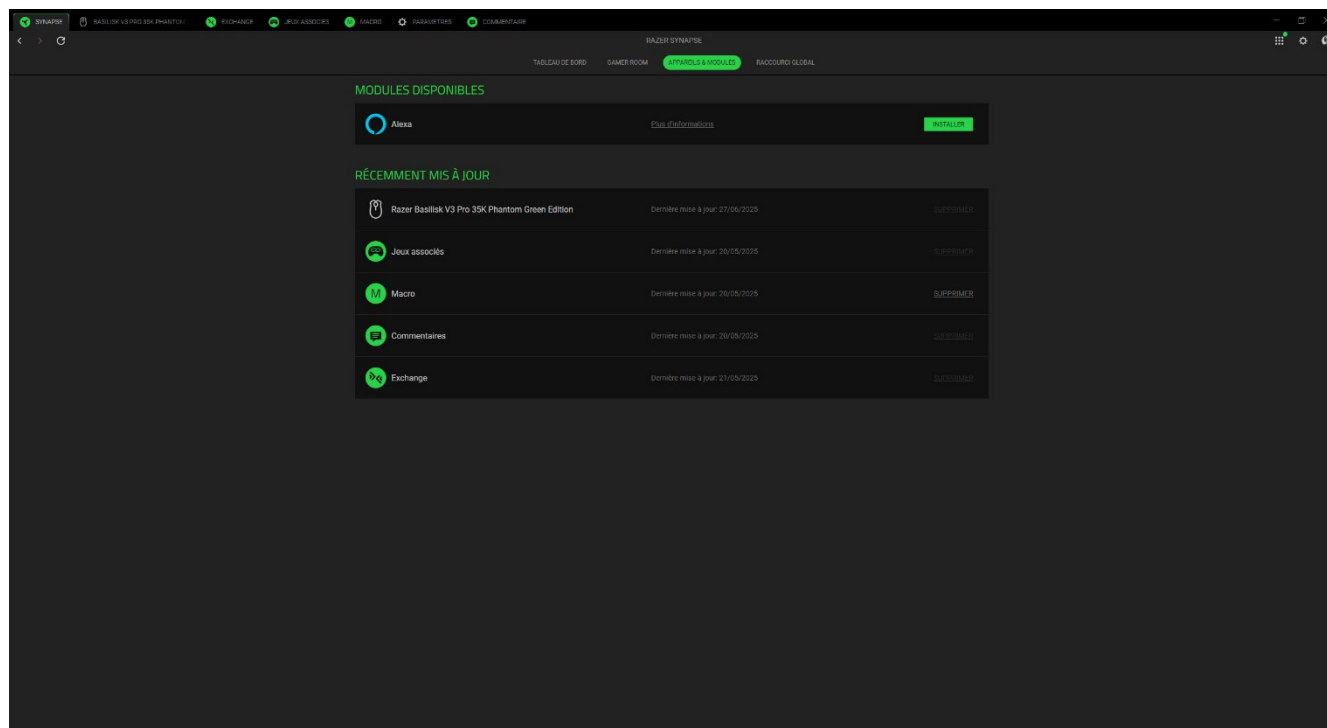 SYNAPSE
BASILISK V3 PRO 35K PHANTOM
EXCHANGE
JEUX ASSOCIÉS
MACRO
PARAMÈTRES
COMMENTAIRE
RAZER SYNAPSE
TABLEAU DE BORD
GAMER ROOM
APPAREILS & MODULES
RACCOURCI GLOBAL
MODULES DISPONIBLES
Alexa
Plus d'informations
INSTALLER
RÉCEMMENT MIS À JOUR
Razer Basilisk V3 Pro 35K Phantom Green Edition
Dernière mise à jour: 27/06/2025
SUPPRIMER
Jeux associés
Dernière mise à jour: 20/05/2025
SUPPRIMER
M
Macro
Dernière mise à jour: 20/05/2025
SUPPRIMER
Commentaires
Dernière mise à jour: 20/05/2025
SUPPRIMER
Exchange
Dernière mise à jour: 21/05/2025
SUPPRIMER